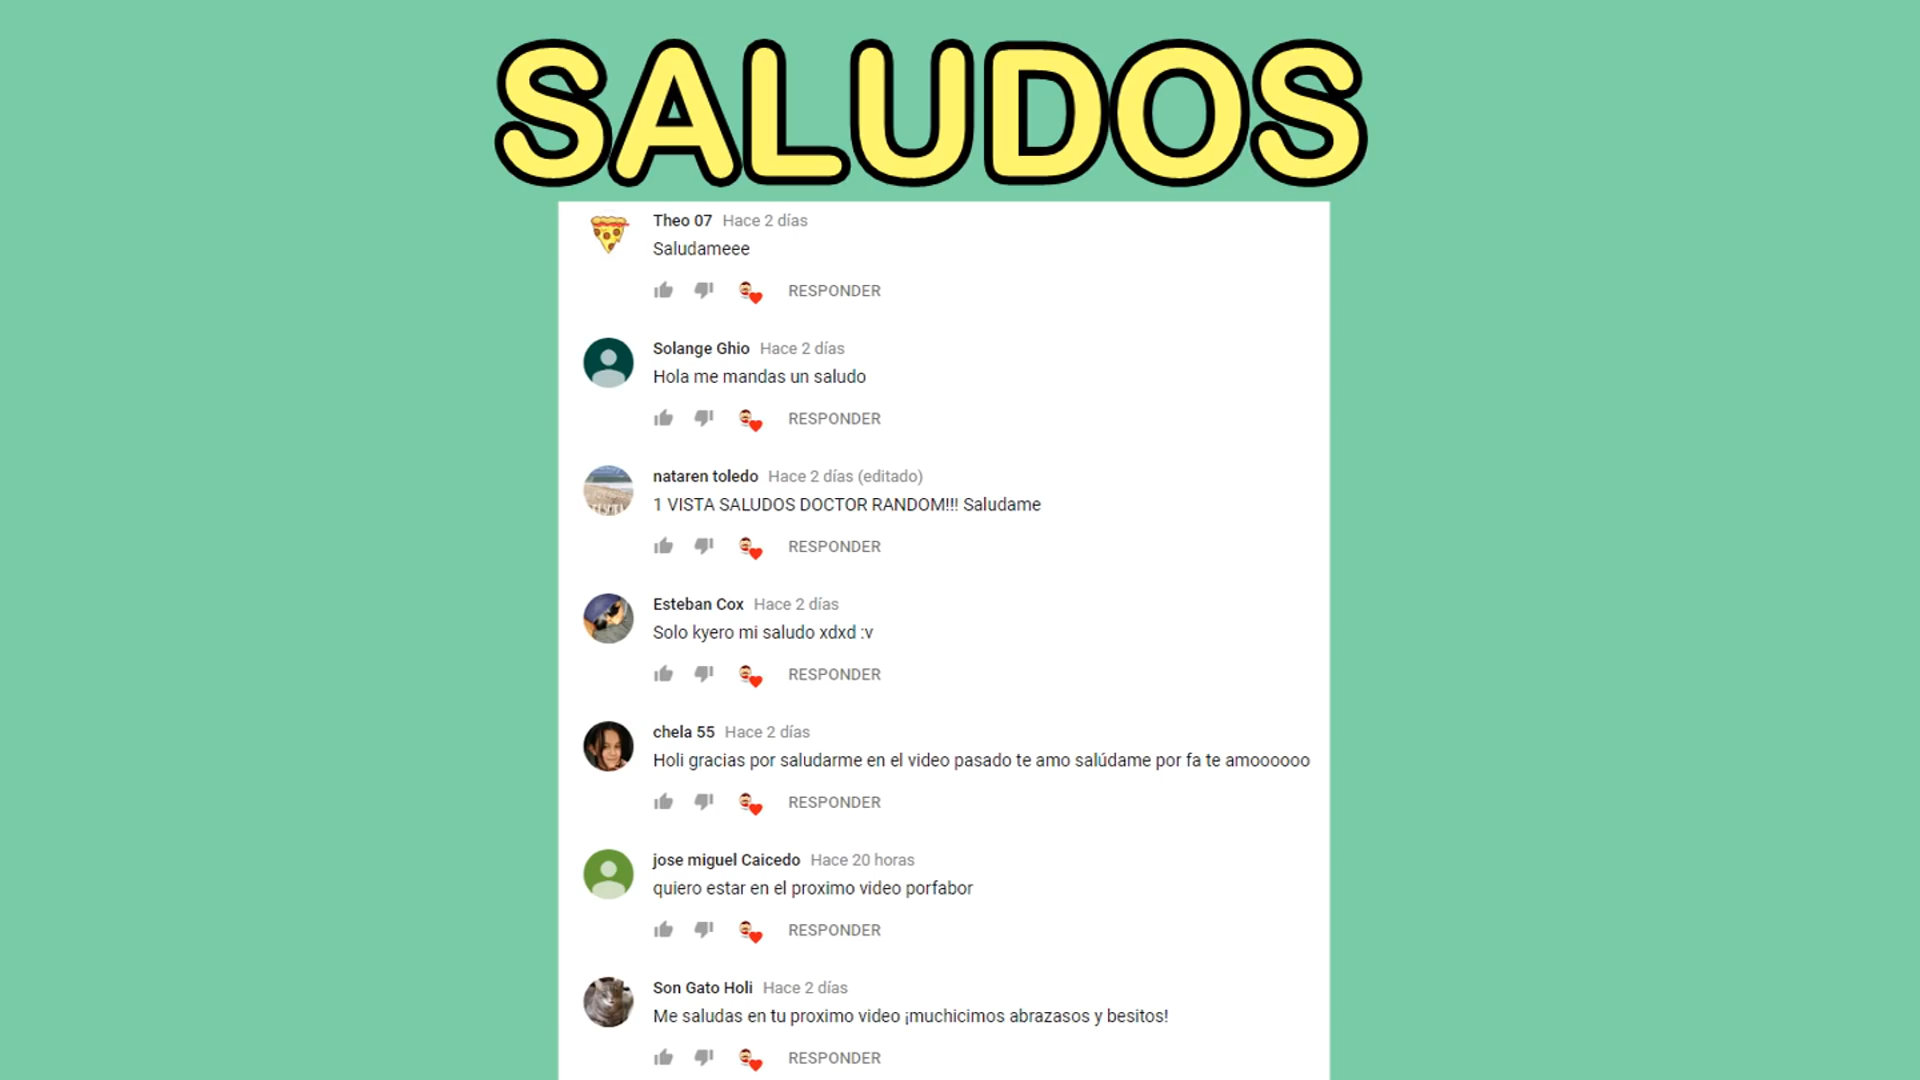 SALUDOS
Theo 07 Hace 2 días
Saludameee
RESPONDER
Solange Ghio Hace 2 días
Hola me mandas un saludo
RESPONDER
nataren toledo Hace 2 días (editado)
1 VISTA SALUDOS DOCTOR RANDOM!!! Saludame
RESPONDER
Esteban Cox Hace 2 días
Solo kyero mi saludo xdxd :v
RESPONDER
chela 55 Hace 2 días
Holi gracias por saludarme en el video pasado te amo salúdame por fa te amoooooo
RESPONDER
jose miguel Caicedo Hace 20 horas
quiero estar en el proximo video porfabor
RESPONDER
Son Gato Holi Hace 2 días
Me saludas en tu proximo video ¡muchicimos abrazasos y besitos!
RESPONDER